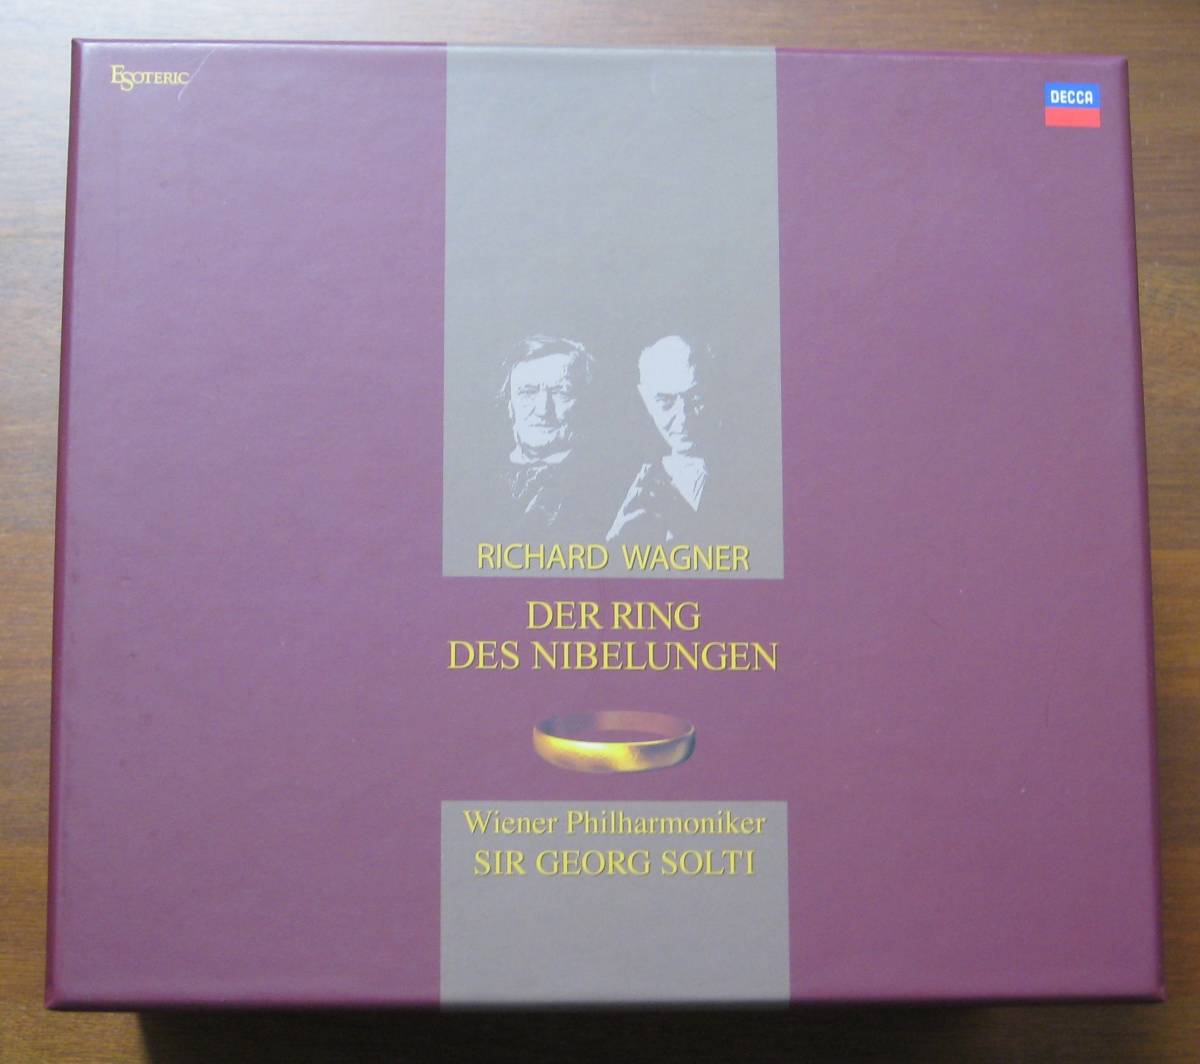 ESOTERIC
DECCA
RICHARD WAGNER
DER RING
DES NIBELUNGEN
Wiener Philharmoniker
SIR GEORG SOLTI